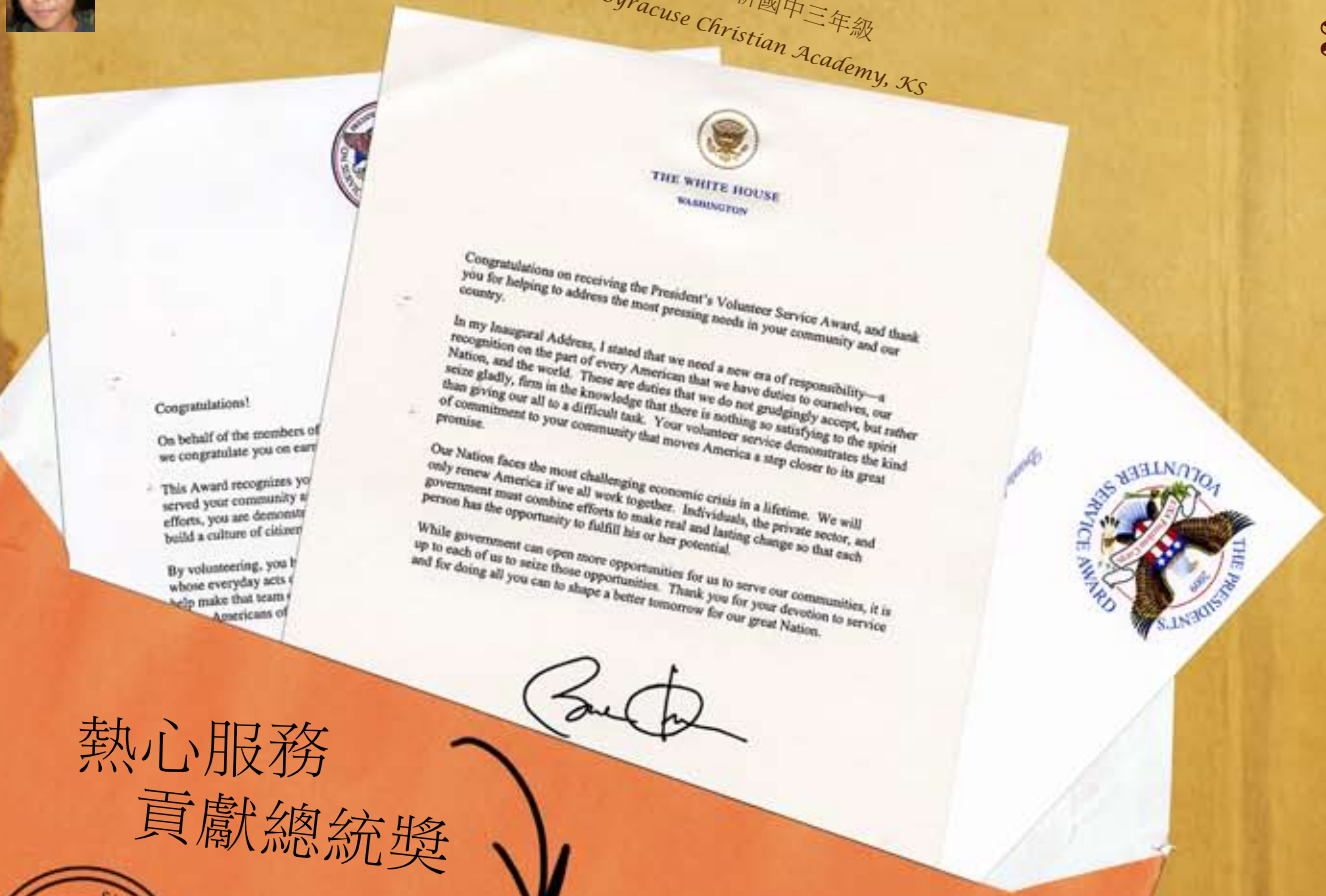 國中三年級
Syracuse Christian Academy, KS
THE WHITE HOUSE
WASHINGTON
Congratulations on receiving the President's Volunteer Service Award, and thank
you for helping to address the most pressing needs in your community and our
country.
In my Inaugural Address, I stated that we need a new era of responsibility—a
recognition on the part of every American that we have duties to ourselves, our
Nation, and the world. These are duties that we do not grudgingly accept, but rather
seize gladly, firm in the knowledge that there is nothing so satisfying to the spirit
than giving our all to a difficult task. Your volunteer service demonstrates the kind
of commitment to your community that moves America a step closer to its great
promise.
Our Nation faces the most challenging economic crisis in a lifetime. We will
only renew America if we all work together. Individuals, the private sector, and
government must combine efforts to make real and lasting change so that each
person has the opportunity to fulfill his or her potential.
While government can open more opportunities for us to serve our communities, it is
up to each of us to seize those opportunities. Thank you for your devotion to service
and for doing all you can to shape a better tomorrow for our great Nation.
Congratulations!
On behalf of the members of
we congratulate you on
This Award recognizes
served your community
efforts, you are
build a culture of
By volunteering, you
whose everyday acts
help make that team
Americans of
THE PRESIDENT'S
VOLUNTEER SERVICE AWARD
2009
熱心服務
貢獻總統獎